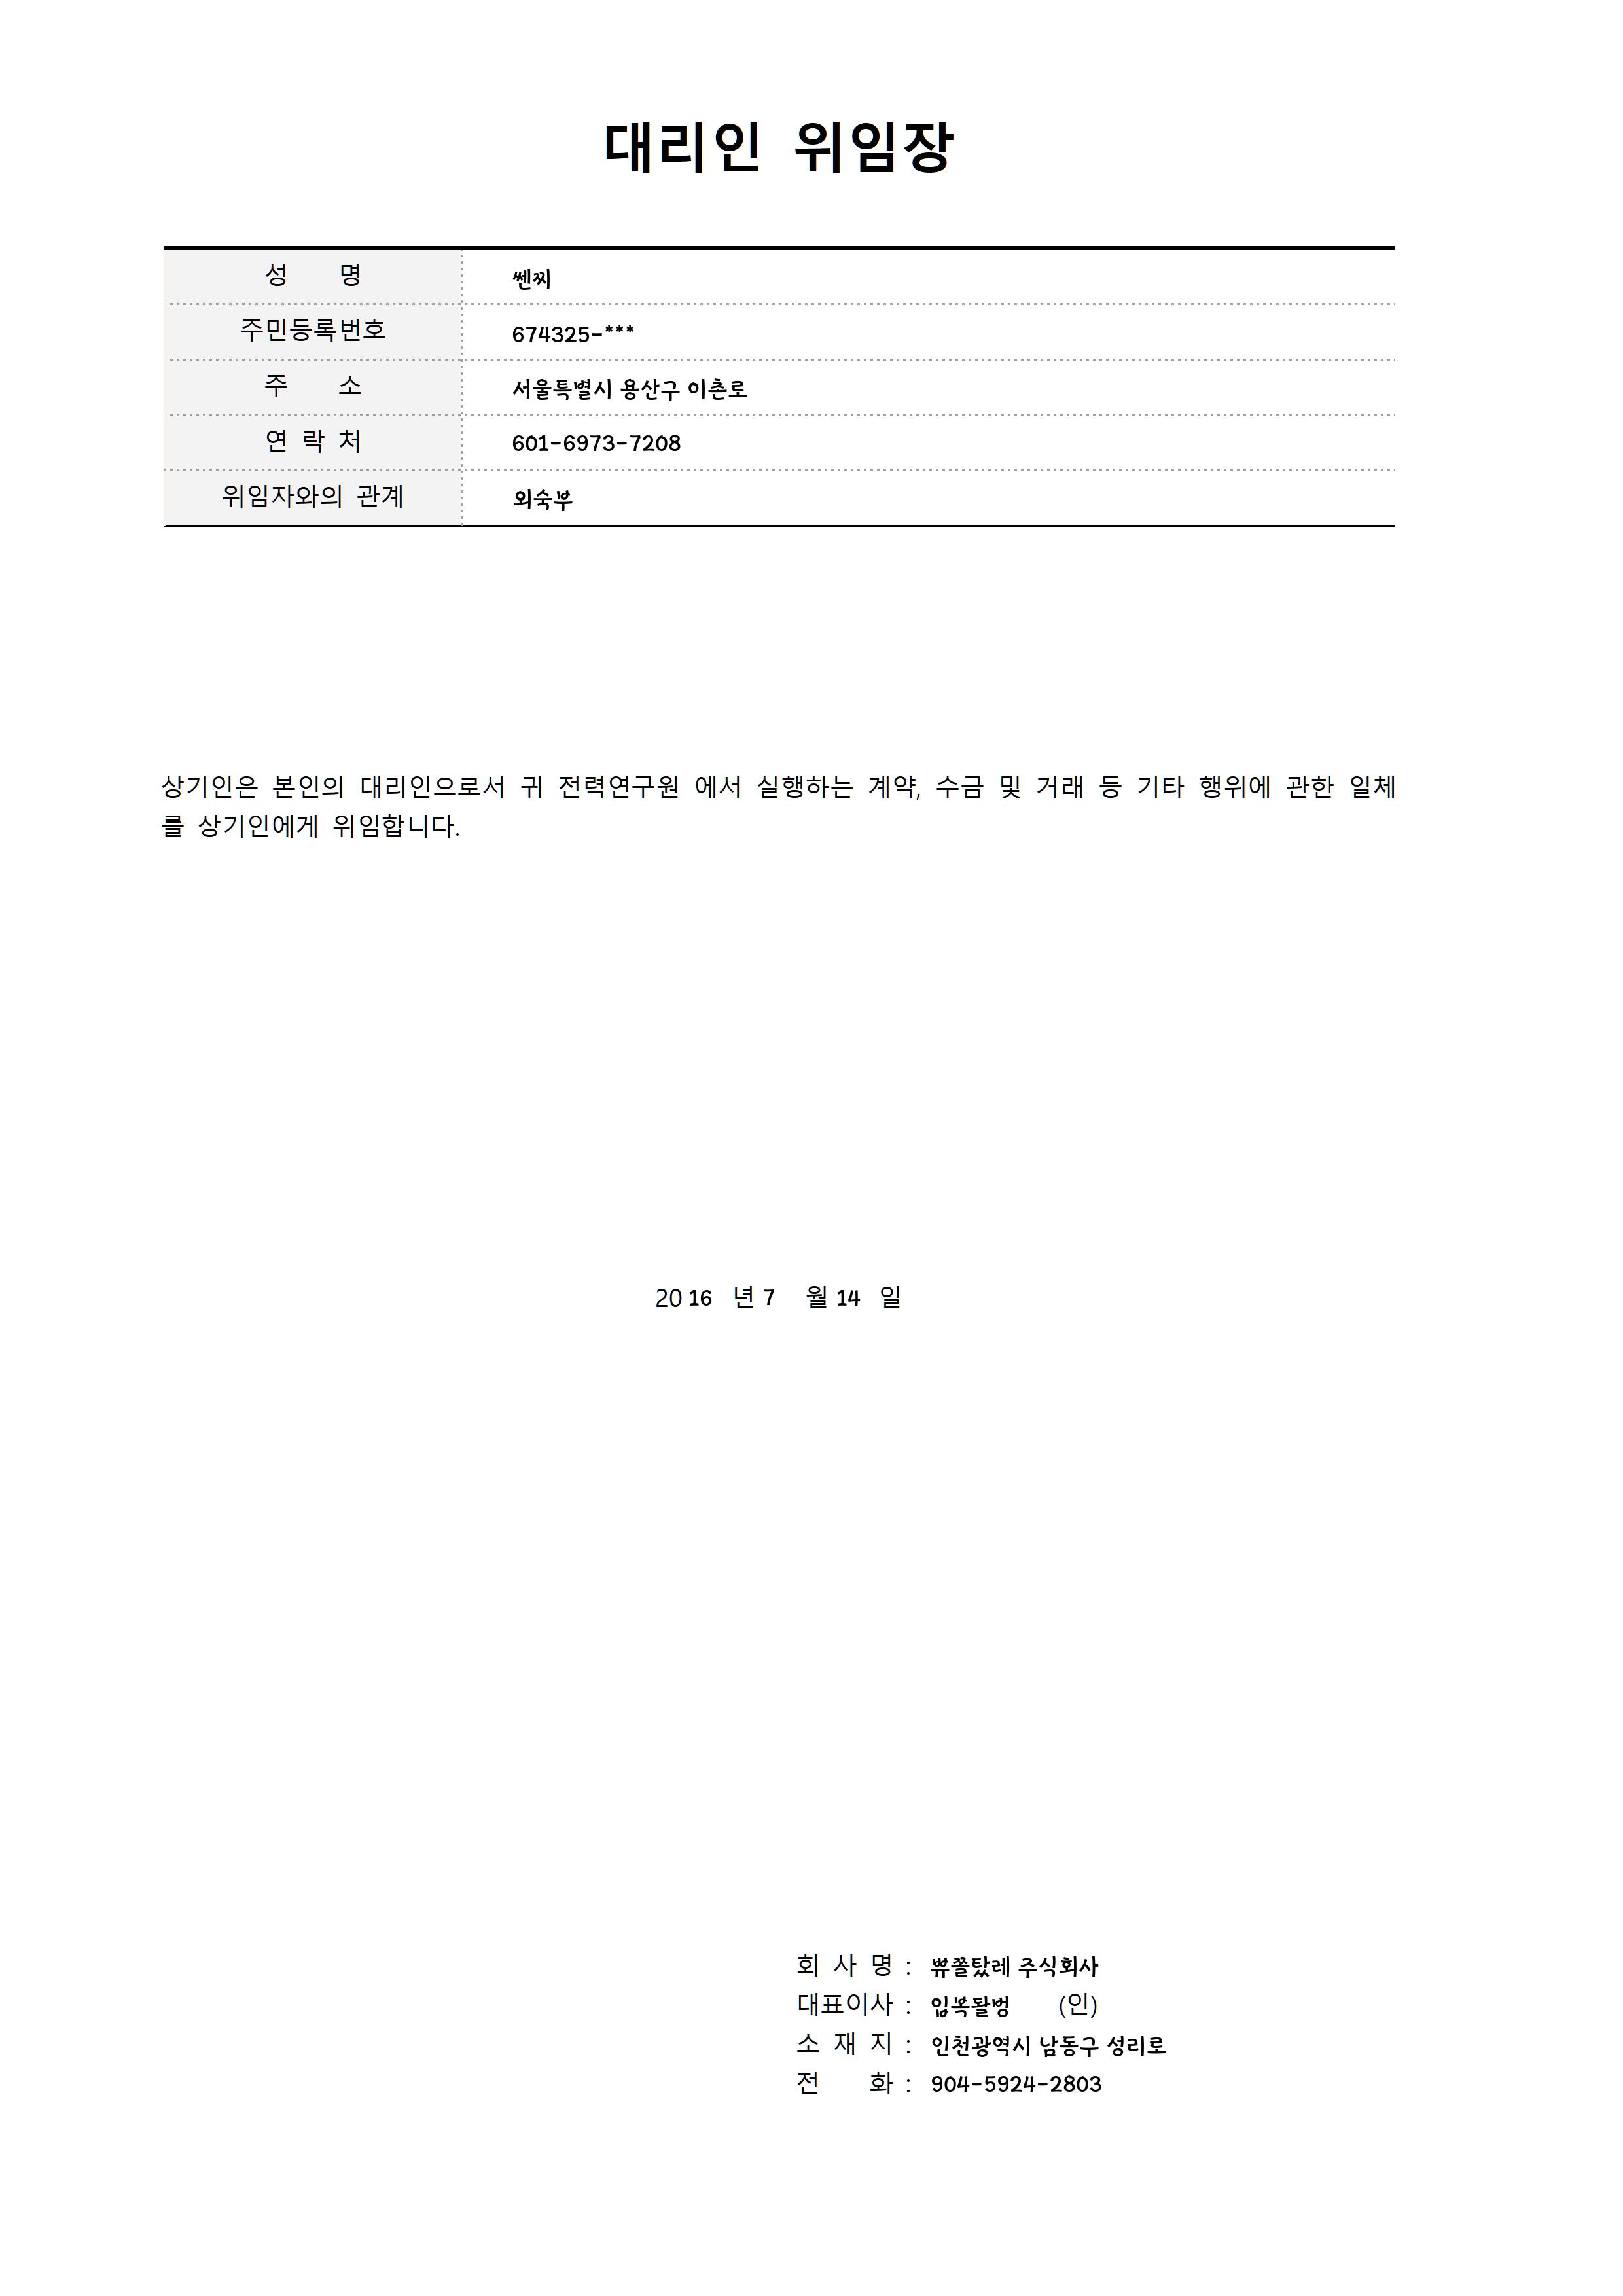 대리인 위임장
성 명 쎈찌
주민등록번호 674325-***
주 소 서울특별시 용산구 이촌로
연 락 처 601-6973-7208
위임자와의 관계 외숙부
상기인은 본인의 대리인으로서 귀 전력연구원 에서 실행하는 계약, 수금 및 거래 등 기타 행위에 관한 일체
를 상기인에게 위임합니다.
2016 년 7 월 14 일
회 사 명 : 쀼쫄탔레 주식회사
대표이사 : (인)
소 재 지 : 인천광역시 남동구 성리로
전 화 : 904-5924-2803